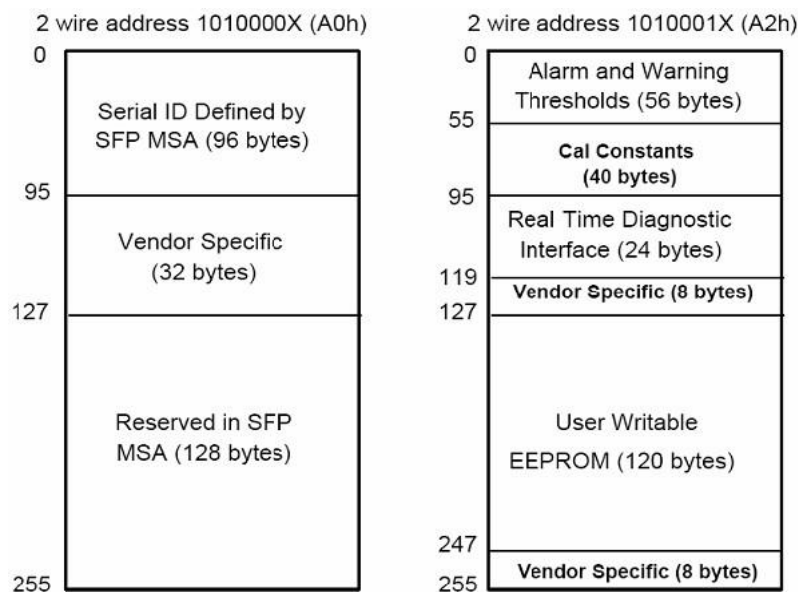 2 wire address 1010000X (A0h)
0
Serial ID Defined by
SFP MSA (96 bytes)
95
Vendor Specific
(32 bytes)
127
Reserved in SFP
MSA (128 bytes)
255
2 wire address 1010001X (A2h)
0
Alarm and Warning
Thresholds (56 bytes)
55
Cal Constants
(40 bytes)
95
Real Time Diagnostic
Interface (24 bytes)
119
Vendor Specific (8 bytes)
127
User Writable
EEPROM (120 bytes)
247
Vendor Specific (8 bytes)
255